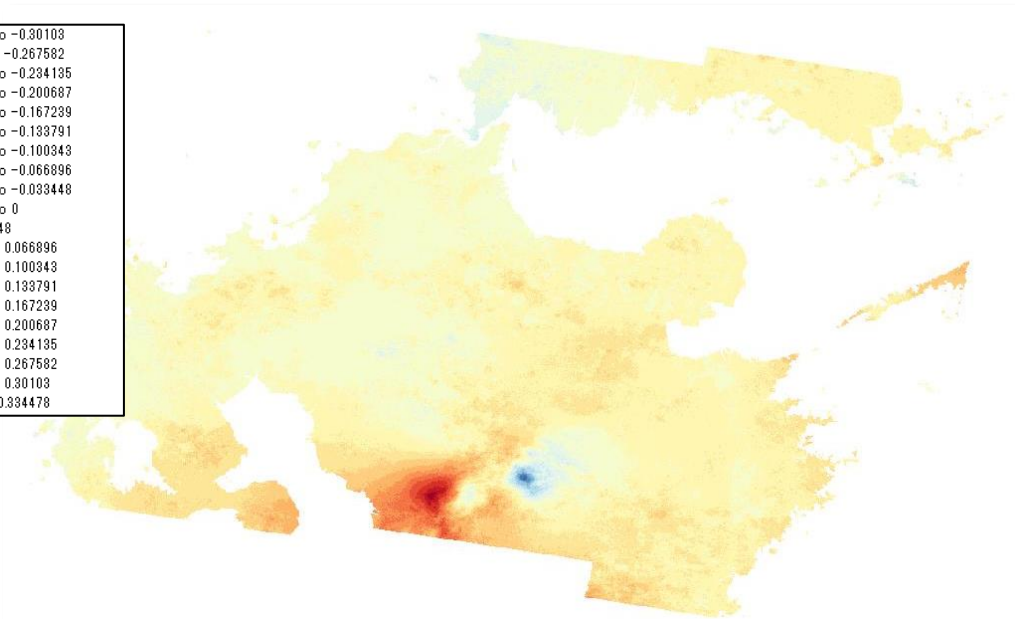 o -0.30103
-0.267582
o -0.234135
o -0.200687
o -0.167239
o -0.133791
o -0.100343
o -0.066896
o -0.033448
o 0
48
0.066896
0.100343
0.133791
0.167239
0.200687
0.234135
0.267582
0.30103
0.334478